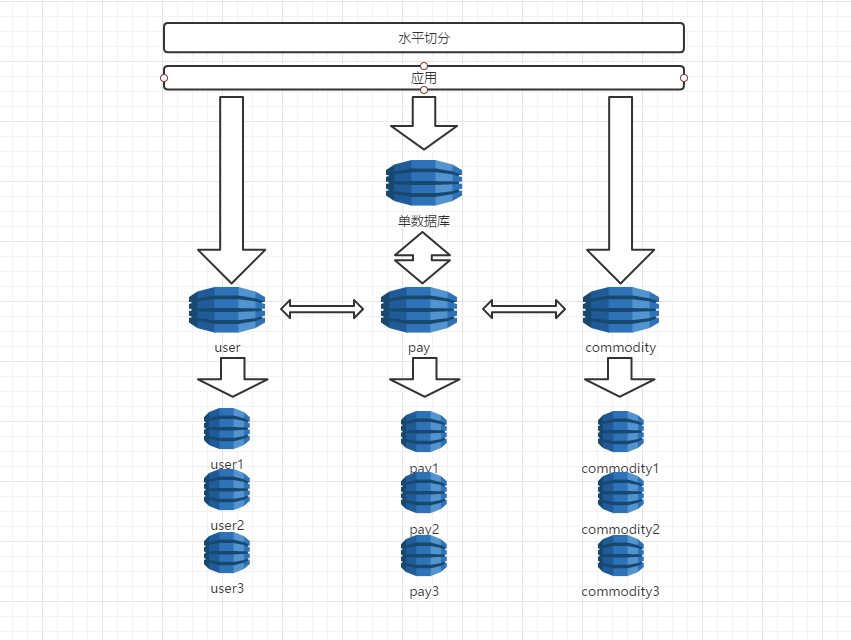 水平切分
应用
单数据库
user
pay
commodity
user1
pay1
commodity1
user2
pay2
commodity2
user3
pay3
commodity3